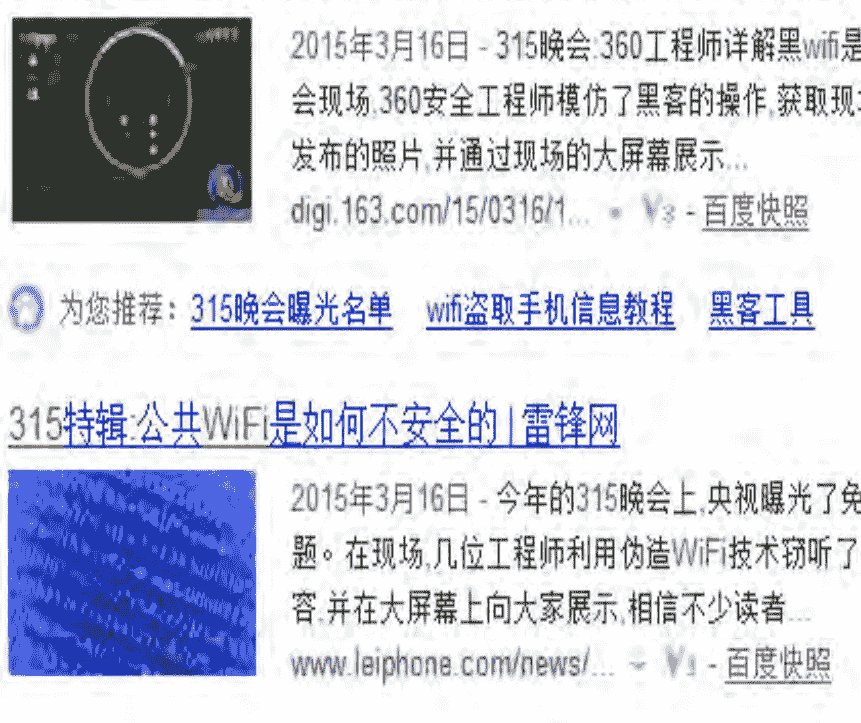 2015年3月16日 - 315晚会:360工程师详解黑wifi是
会现场,360安全工程师模仿了黑客的操作,获取现
发布的照片,并通过现场的大屏幕展示...
digi.163.com/15/0316/1... V3 - 百度快照
为您推荐: 315晚会曝光名单 wifi盗取手机信息教程 黑客工具
315特辑:公共WiFi是如何不安全的 | 雷锋网
2015年3月16日 - 今年的315晚会上,央视曝光了免
题。在现场,几位工程师利用伪造WiFi技术窃听了
容,并在大屏幕上向大家展示,相信不少读者...
www.leiphone.com/news/... V1 - 百度快照